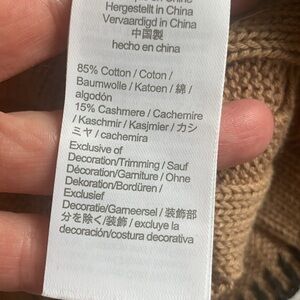 Hergestellt in China
Vervaardigd in China
中国製
hecho en china
85% Cotton / Coton /
Baumwolle / Katoen / 綿 /
algodón
15% Cashmere / Cachemire
/ Kaschmir / Kasjmier / カシ
ミヤ / cachemira
Exclusive of
Decoration/Trimming / Sauf
Décoration/Garniture / Ohne
Dekoration/Bordüren /
Exclusief
Decoratie/Garneersel / 装飾部
分を除く/装飾 / excluye la
decoración/costura decorativa